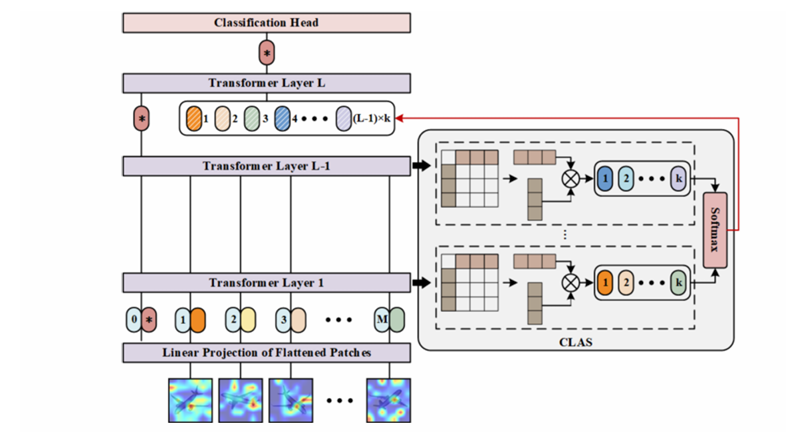 Classification Head
*
Transformer Layer L
*
1 2 3 4 • • • (L-1)×k
Transformer Layer L-1
1 2 • • • k
Softmax
⋮
Transformer Layer 1
1 2 • • • k
0 * 1 2 3 • • • M
CLAS
Linear Projection of Flattened Patches
• • •